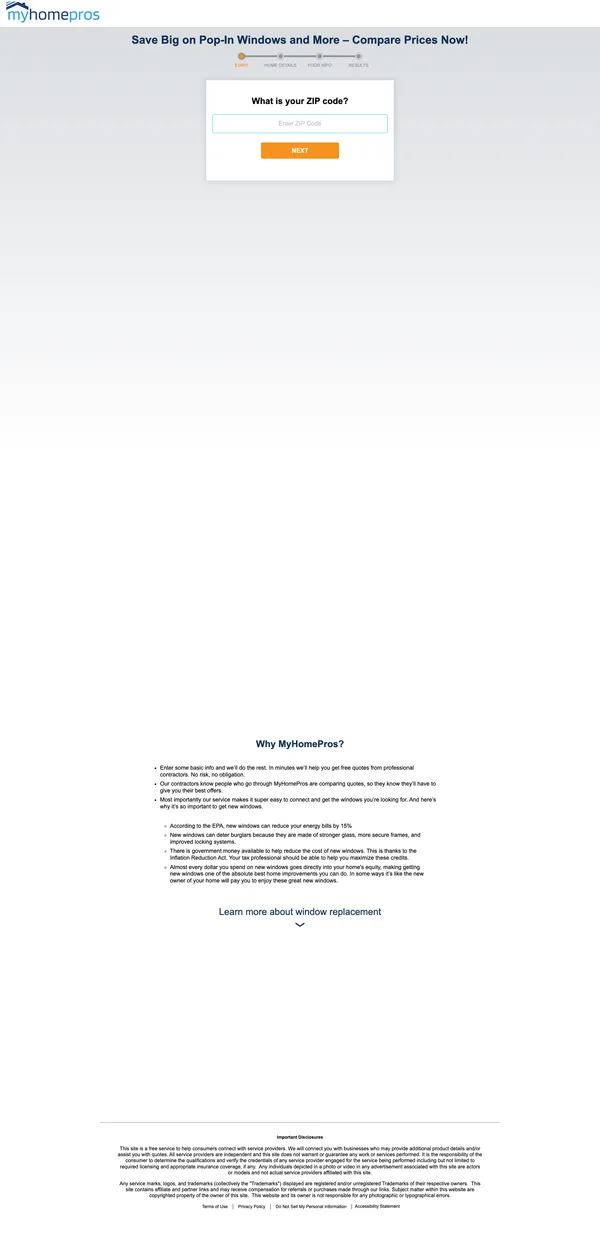 myhomepros
Save Big on Pop-In Windows and More – Compare Prices Now!
START HOME DETAILS YOUR INFO RESULTS
What is your ZIP code?
Enter ZIP Code
NEXT
Why MyHomePros?
• Enter some basic info and we'll do the rest. In minutes we'll help you get free quotes from professional
contractors. No risk, no obligation.
• Our contractors know people who go through MyHomePros are comparing quotes, so they know they'll have to
give you their best offers.
• Most importantly our service makes it super easy to connect and get the windows you're looking for. And here's
why it's so important to get new windows.
According to the EPA, new windows can reduce your energy bills by 15%
New windows can deter burglars because they are made of stronger glass, more secure frames, and
improved locking systems.
There is government money available to help reduce the cost of new windows. This is thanks to the
Inflation Reduction Act. Your tax professional should be able to help you maximize these credits.
Almost every dollar you spend on new windows goes directly into your home's equity, making getting
new windows one of the absolute best home improvements you can do. In some ways it's like the new
owner of your home will pay you to enjoy these great new windows.
Learn more about window replacement
Important Disclosures
This site is a free service to help consumers connect with service providers. We will connect you with businesses who may provide additional product details and/or
assist you with quotes. All service providers are independent and this site does not warrant or guarantee any work or services performed. It is the responsibility of the
consumer to determine the qualifications and verify the credentials of any service provider engaged for the service being performed including but not limited to
required licensing and appropriate insurance coverage, if any. Any individuals depicted in a photo or video in any advertisement associated with this site are actors
or models and not actual service providers affiliated with this site.
Any service marks, logos, and trademarks (collectively the "Trademarks") displayed are registered and/or unregistered Trademarks of their respective owners. This
site contains affiliate and partner links and may receive compensation for referrals or purchases made through our links. Subject matter within this website are
copyrighted property of the owner of this site. This website and its owner is not responsible for any photographic or typographical errors.
Terms of Use | Privacy Policy | Do Not Sell My Personal Information | Accessibility Statement